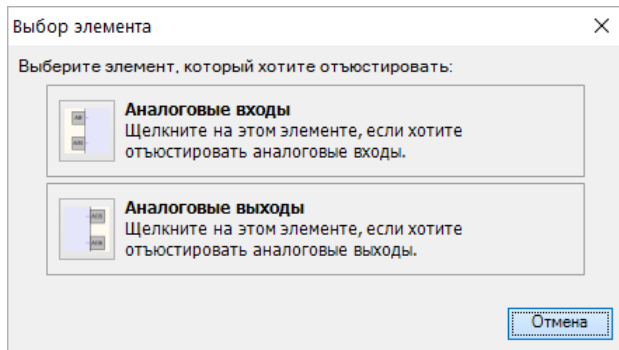 Выбор элемента
Выберите элемент, который хотите отъюстировать:
Аналоговые входы
Щелкните на этом элементе, если хотите
отъюстировать аналоговые входы.
Аналоговые выходы
Щелкните на этом элементе, если хотите
отъюстировать аналоговые выходы.
Отмена